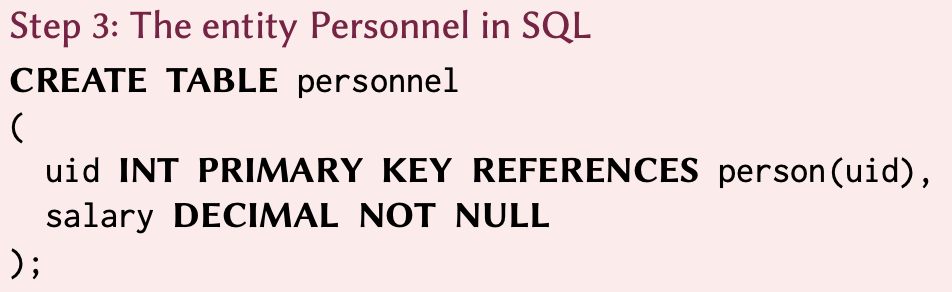 Step 3: The entity Personnel in SQL
CREATE TABLE personnel
(
  uid INT PRIMARY KEY REFERENCES person(uid),
  salary DECIMAL NOT NULL
);